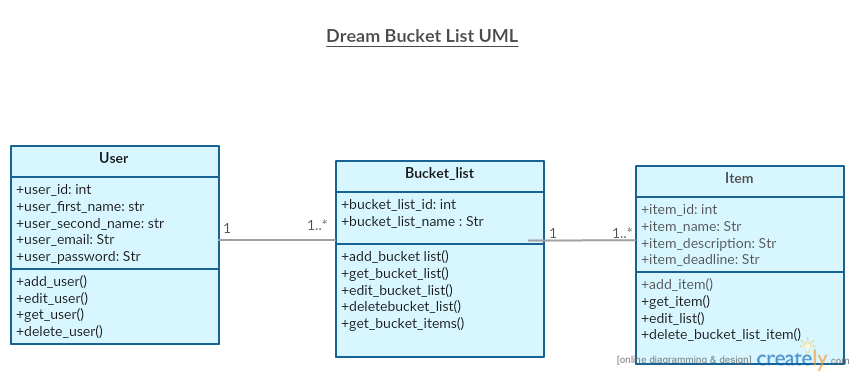 Dream Bucket List UML
User
+user_id: int
+user_first_name: str
+user_second_name: str
+user_email: Str
+user_password: Str
+add_user()
+edit_user()
+get_user()
+delete_user()
1
1..*
Bucket_list
+bucket_list_id: int
+bucket_list_name : Str
+add_bucket list()
+get_bucket_list()
+edit_bucket_list()
+deletebucket_list()
+get_bucket_items()
1
1..*
Item
+item_id: int
+item_name: Str
+item_description: Str
+item_deadline: Str
+add_item()
+get_item()
+edit_list()
+delete_bucket_list_item()
[online diagramming & design] creately.com